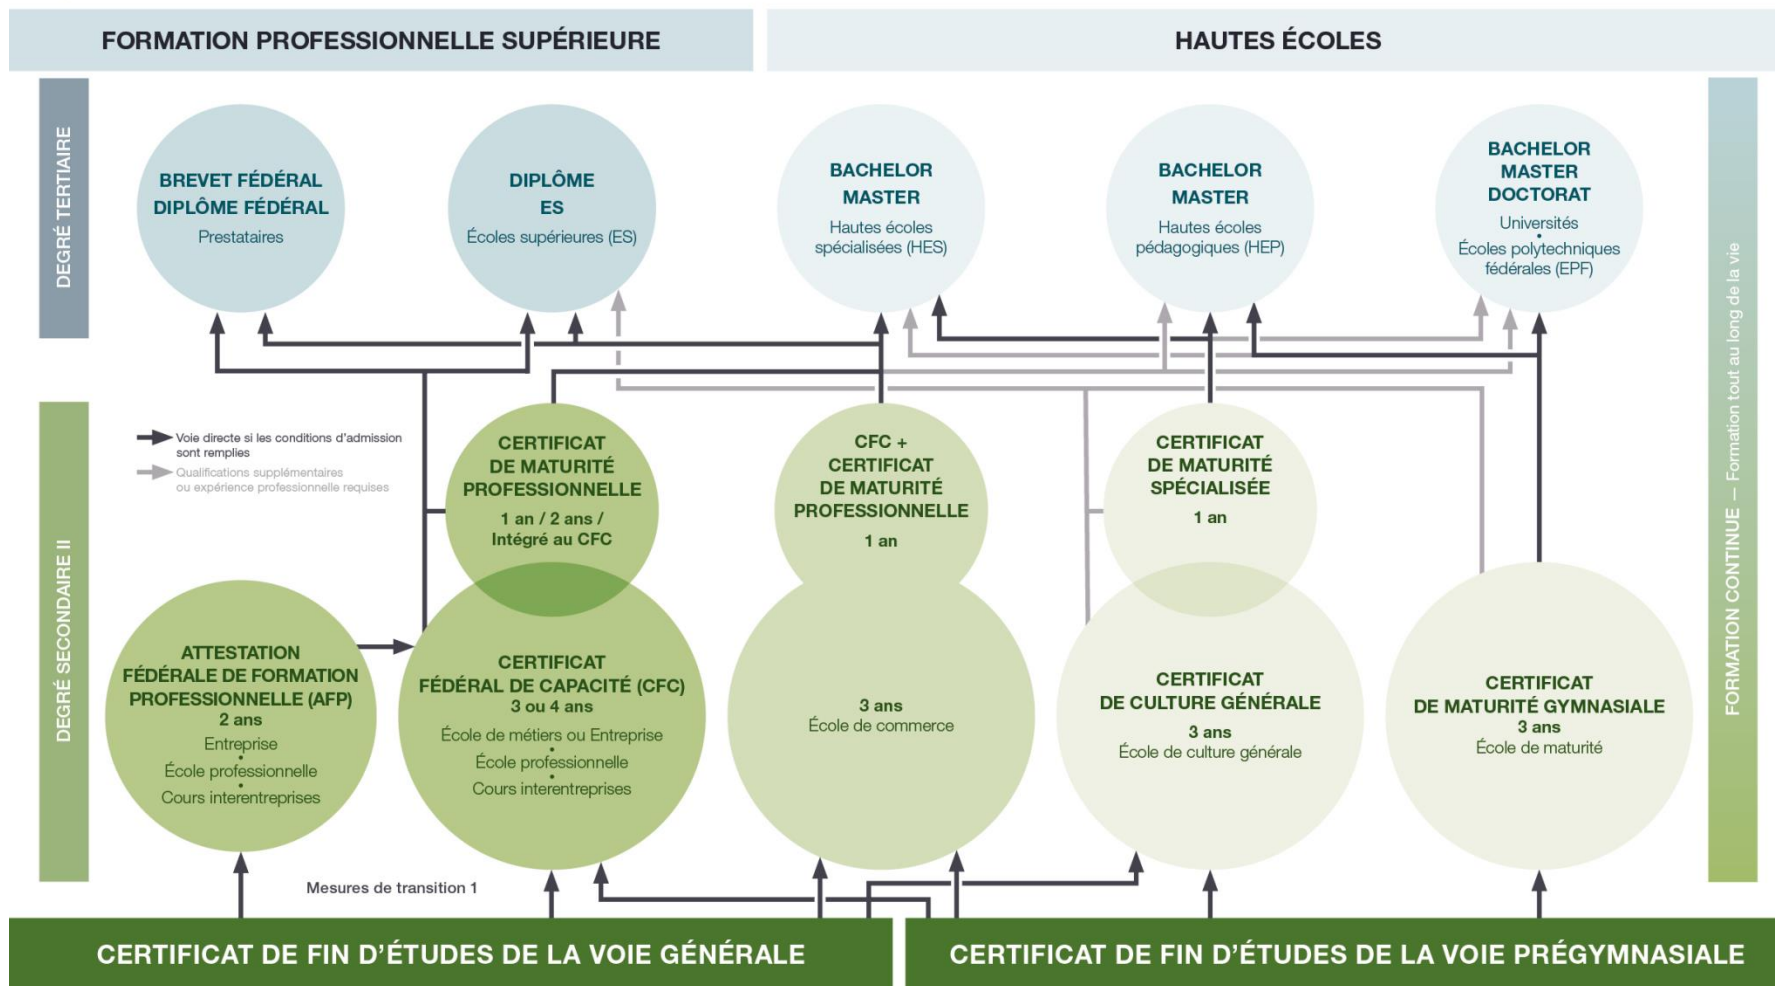 FORMATION PROFESSIONNELLE SUPÉRIEURE
HAUTES ÉCOLES
DEGRÉ TERTIAIRE
BREVET FÉDÉRAL
DIPLÔME FÉDÉRAL
Prestataires
DIPLÔME
ES
Écoles supérieures (ES)
BACHELOR
MASTER
Hautes écoles
spécialisées (HES)
BACHELOR
MASTER
Hautes écoles
pédagogiques (HEP)
BACHELOR
MASTER
DOCTORAT
Universités
•
Écoles polytechniques
fédérales (EPF)
FORMATION CONTINUE — Formation tout au long de la vie
DEGRÉ SECONDAIRE II
Voie directe si les conditions d'admission
sont remplies
Qualifications supplémentaires
ou expérience professionnelle requises
CERTIFICAT
DE MATURITÉ
PROFESSIONNELLE
1 an / 2 ans /
Intégré au CFC
CFC +
CERTIFICAT
DE MATURITÉ
PROFESSIONNELLE
1 an
CERTIFICAT
DE MATURITÉ
SPÉCIALISÉE
1 an
ATTESTATION
FÉDÉRALE DE FORMATION
PROFESSIONNELLE (AFP)
2 ans
Entreprise
•
École professionnelle
•
Cours interentreprises
CERTIFICAT
FÉDÉRAL DE CAPACITÉ (CFC)
3 ou 4 ans
École de métiers ou Entreprise
•
École professionnelle
•
Cours interentreprises
3 ans
École de commerce
CERTIFICAT
DE CULTURE GÉNÉRALE
3 ans
École de culture générale
CERTIFICAT
DE MATURITÉ GYMNASIALE
3 ans
École de maturité
Mesures de transition 1
CERTIFICAT DE FIN D'ÉTUDES DE LA VOIE GÉNÉRALE
CERTIFICAT DE FIN D'ÉTUDES DE LA VOIE PRÉGYMNASIALE